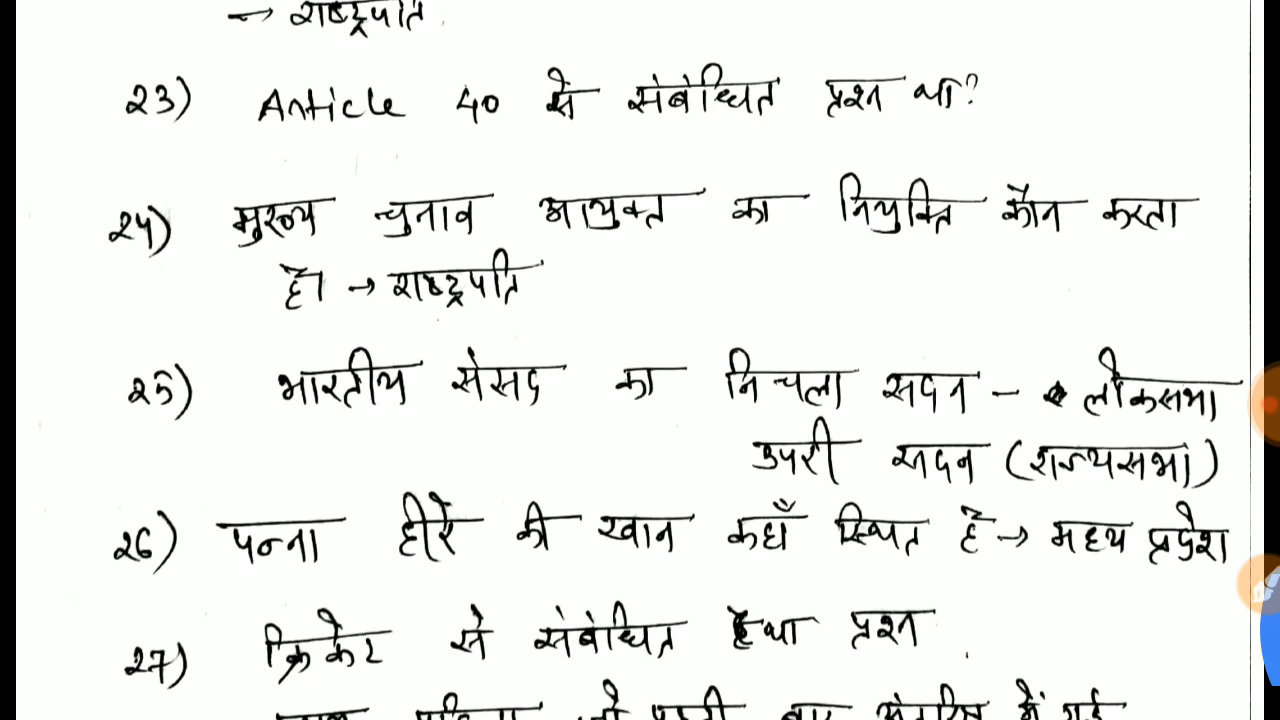 → राष्ट्रपति
23) Article 40 से संबंधित प्रश्न था?
24) मुख्य चुनाव आयुक्त का नियुक्ति कौन करता
है। → राष्ट्रपति
25) भारतीय संसद का निचला सदन - लोकसभा
उपरी सदन (राज्यसभा)
26) पन्ना हीरे की खान कहाँ स्थित है → मध्य प्रदेश
27) क्रिकेट से संबंधित था प्रश्न